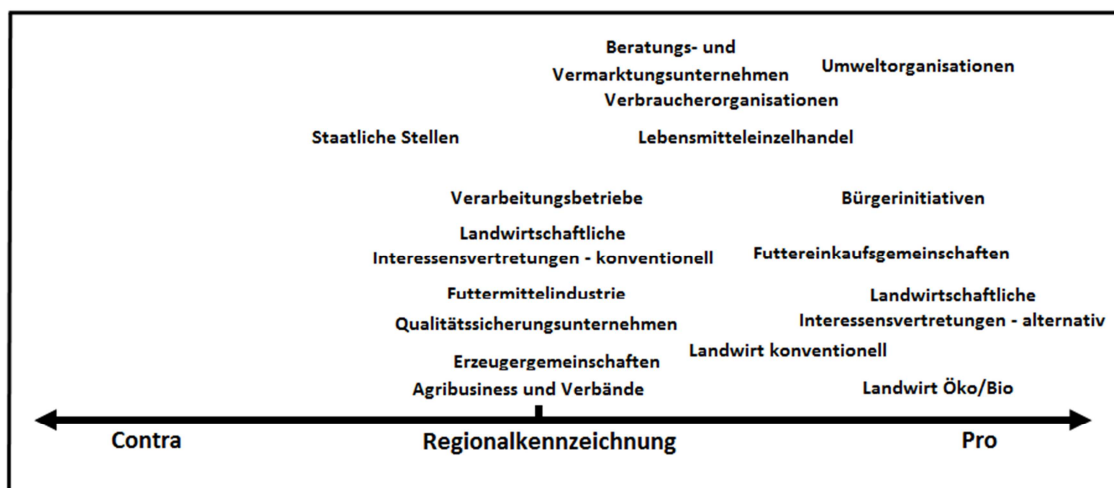 Beratungs- und
Vermarktungsunternehmen
Umweltorganisationen
Verbraucherorganisationen
Staatliche Stellen
Lebensmitteleinzelhandel
Verarbeitungsbetriebe
Bürgerinitiativen
Landwirtschaftliche
Interessensvertretungen - konventionell
Futtereinkaufsgemeinschaften
Futtermittelindustrie
Landwirtschaftliche
Interessensvertretungen - alternativ
Qualitätssicherungsunternehmen
Landwirt konventionell
Erzeugergemeinschaften
Agribusiness und Verbände
Landwirt Öko/Bio
Contra
Regionalkennzeichnung
Pro